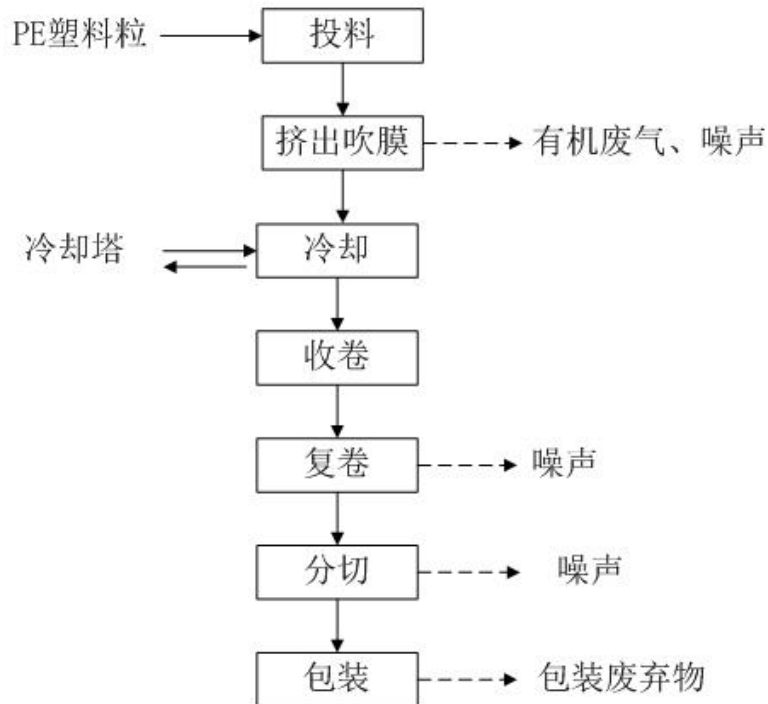 PE塑料粒 投料
挤出吹膜 有机废气、噪声
冷却塔 冷却
收卷
复卷 噪声
分切 噪声
包装 包装废弃物